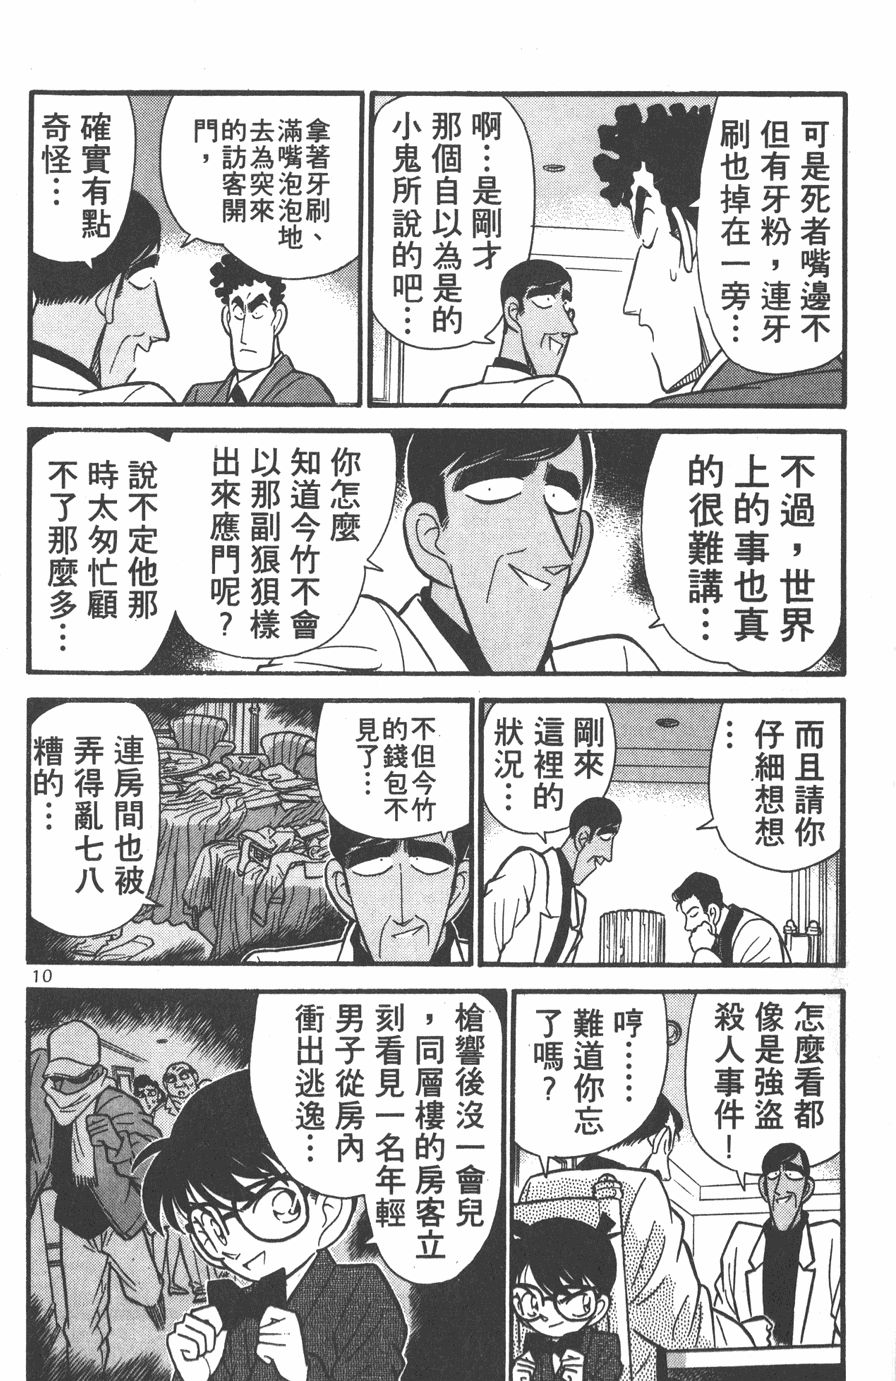 可是死者嘴邊不
但有牙粉，連牙
刷也掉在一旁…
啊…是剛才
那個自以為是的
小鬼所說的吧…
拿著牙刷、
滿嘴泡泡地
去為突來
的訪客開
門，
確實有點
奇怪…
不過，世界
上的事也真
的很難講…
你怎麼
知道今竹不會
以那副狼狽樣
出來應門呢？
說不定他那
時太匆忙顧
不了那麼多…
而且請你
仔細想想
…
剛來
這裡的
狀況…
不但今竹
的錢包不
見了…
連房間也被
弄得亂七八
糟的…
10
怎麼看都
像是強盜
殺人事件！
哼……
難道你忘
了嗎？
槍響後沒一會兒
，同層樓的房客立
刻看見一名年輕
男子從房內
衝出逃逸…